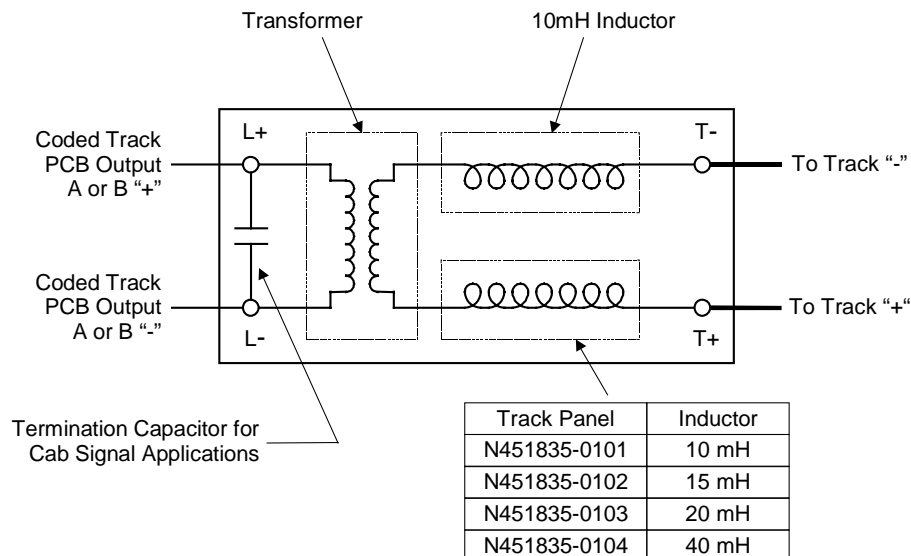 Transformer
10mH Inductor
Coded Track
PCB Output
A or B “+”
L+
T-
To Track “-”
Coded Track
PCB Output
A or B “-”
L-
T+
To Track “+“
Termination Capacitor for
Cab Signal Applications
Track Panel Inductor
N451835-0101 10 mH
N451835-0102 15 mH
N451835-0103 20 mH
N451835-0104 40 mH